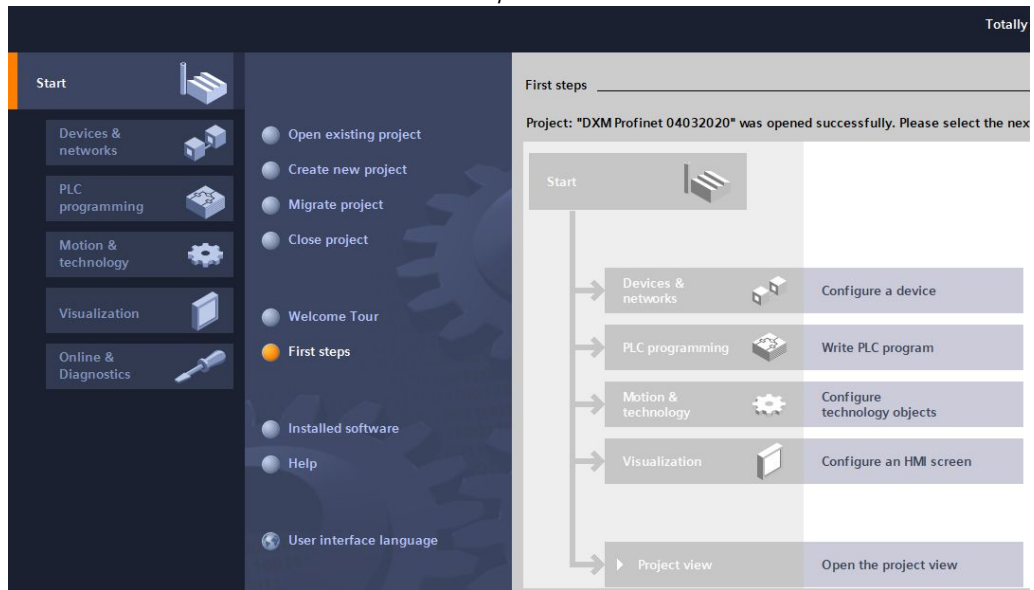 Totally
Start
Devices &
networks
PLC
programming
Motion &
technology
Visualization
Online &
Diagnostics
Open existing project
Create new project
Migrate project
Close project
Welcome Tour
First steps
Installed software
Help
User interface language
First steps
Project: "DXM Profinet 04032020" was opened successfully. Please select the nex
Start
Devices &
networks
Configure a device
PLC programming
Write PLC program
Motion &
technology
Configure
technology objects
Visualization
Configure an HMI screen
Project view
Open the project view